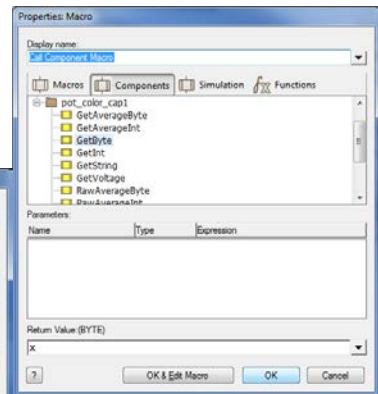 Properties: Macro
Display name:
Call Component Macro
Macros Components Simulation Functions
pot_color_cap1
GetAverageByte
GetAverageInt
GetByte
GetInt
GetString
GetVoltage
RawAverageByte
RawAverageInt
Parameters:
Name Type Expression
Return Value: (BYTE)
x
? OK & Edit Macro OK Cancel